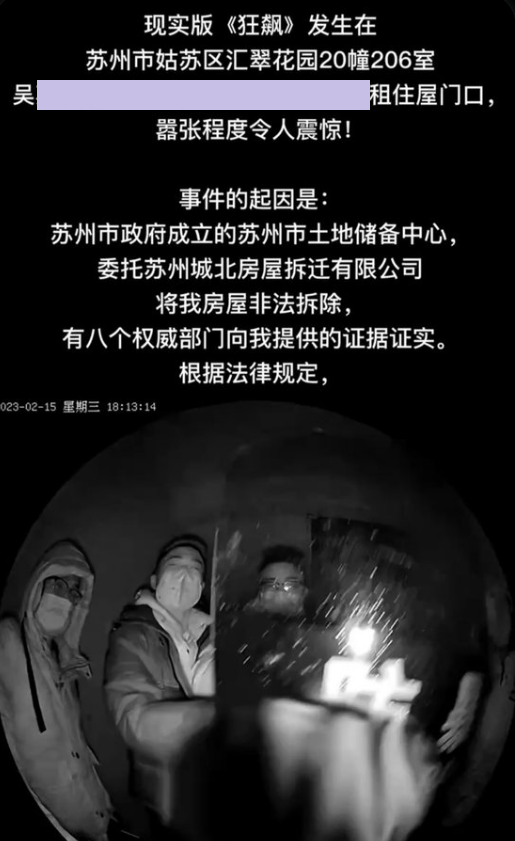 现实版《狂飙》发生在
苏州市姑苏区汇翠花园20幢206室
吴 租住屋门口，
嚣张程度令人震惊！
事件的起因是：
苏州市政府成立的苏州市土地储备中心，
委托苏州城北房屋拆迁有限公司
将我房屋非法拆除，
有八个权威部门向我提供的证据证实。
根据法律规定，
023-02-15 星期三 18:13:14